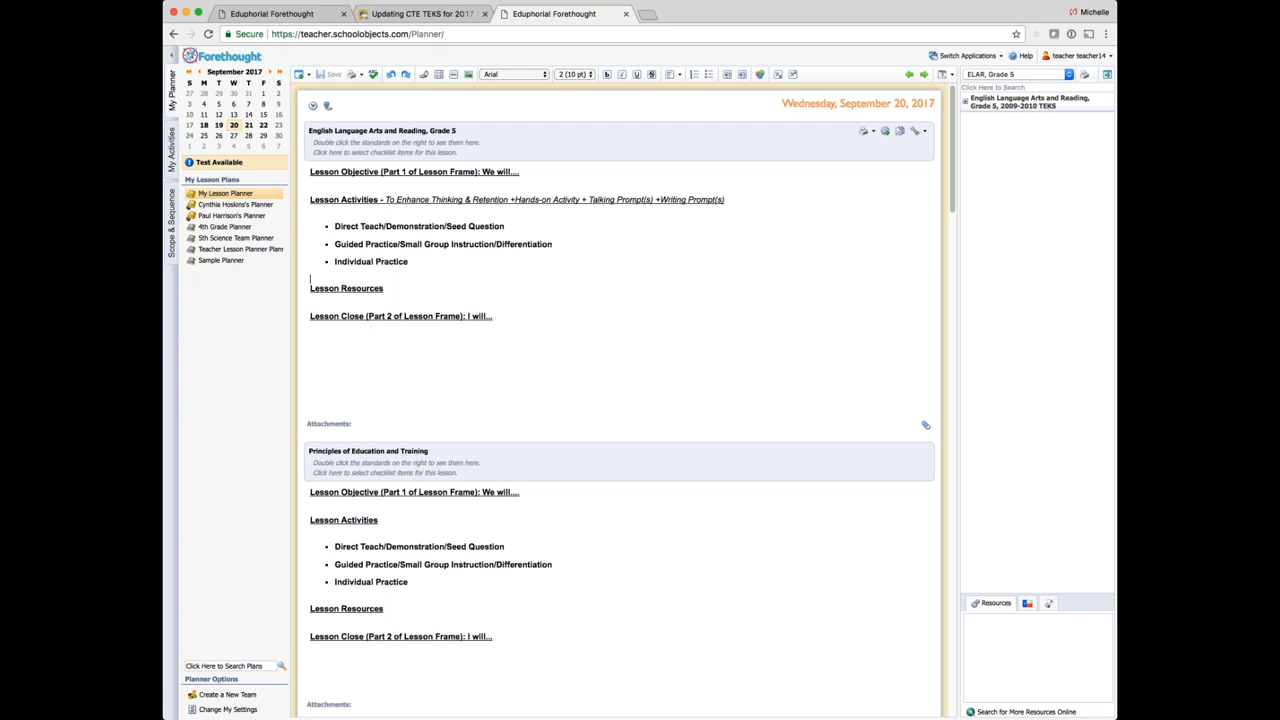 Eduphorial Forethought
Updating CTE TEKS for 2017
Eduphorial Forethought
Michelle
Secure
https://teacher.schoolobjects.com/Planner/
Forethought
Switch Applications
Help
teacher teacher14
September 2017
S M T W T F S
27 28 29 30 31 1 2
3 4 5 6 7 8 9
10 11 12 13 14 15 16
17 18 19 20 21 22 23
24 25 26 27 28 29 30
1 2 3 4 5 6 7
Test Available
My Lesson Plans
My Lesson Planner
Cynthia Hoskins's Planner
Paul Harrison's Planner
4th Grade Planner
5th Science Team Planner
Teacher Lesson Planner Plann
Sample Planner
My Planner
My Activities
Scope & Sequence
Click Here to Search Plans
Planner Options
Create a New Team
Change My Settings
Save
Arial
2 (10 pt)
Wednesday, September 20, 2017
English Language Arts and Reading, Grade 5
Double click the standards on the right to see them here.
Click here to select checklist items for this lesson.
Lesson Objective (Part 1 of Lesson Frame): We will....
Lesson Activities - To Enhance Thinking & Retention +Hands-on Activity + Talking Prompt(s) +Writing Prompt(s)
• Direct Teach/Demonstration/Seed Question
• Guided Practice/Small Group Instruction/Differentiation
• Individual Practice
Lesson Resources
Lesson Close (Part 2 of Lesson Frame): I will...
Attachments:
Principles of Education and Training
Double click the standards on the right to see them here.
Click here to select checklist items for this lesson.
Lesson Objective (Part 1 of Lesson Frame): We will....
Lesson Activities
• Direct Teach/Demonstration/Seed Question
• Guided Practice/Small Group Instruction/Differentiation
• Individual Practice
Lesson Resources
Lesson Close (Part 2 of Lesson Frame): I will...
Attachments:
ELAR, Grade 5
Click Here to Search
English Language Arts and Reading,
Grade 5, 2009-2010 TEKS
Resources
Search for More Resources Online